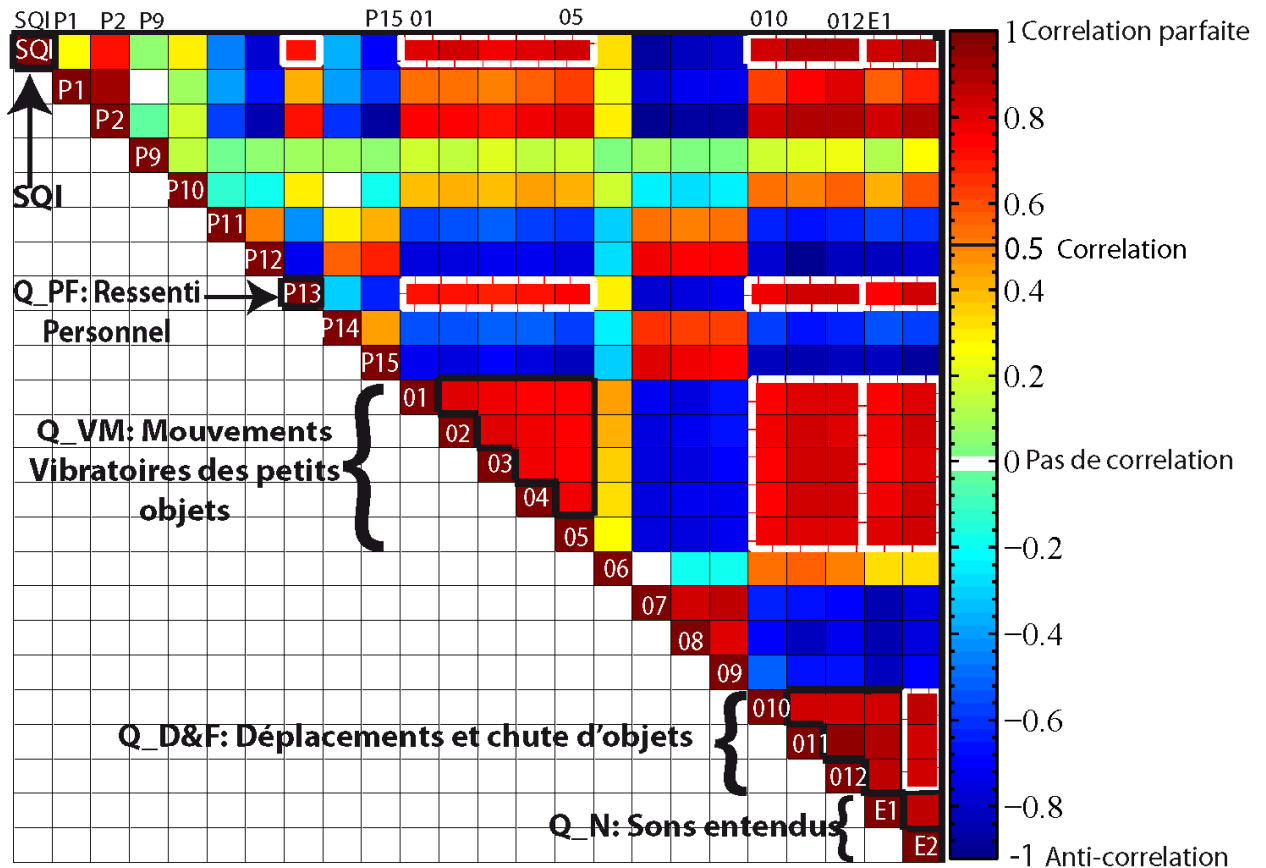 SQI P1 P9 P15 01 05 010 012 E1
SQI
P1
P2
P9
SQI
P10
P11
P12
Q_PF: Ressenti
Personnel
P13
P14
P15
01
Q_VM: Mouvements
Vibratoires des petits
objets
02
03
04
05
06
07
08
09
Q_D&F: Déplacements et chute d'objets
010
011
012
Q_N: Sons entendus
E1
E2
1 Correlation parfaite
0.8
0.6
0.5 Correlation
0.4
0.2
0 Pas de correlation
−0.2
−0.4
−0.6
−0.8
-1 Anti-correlation